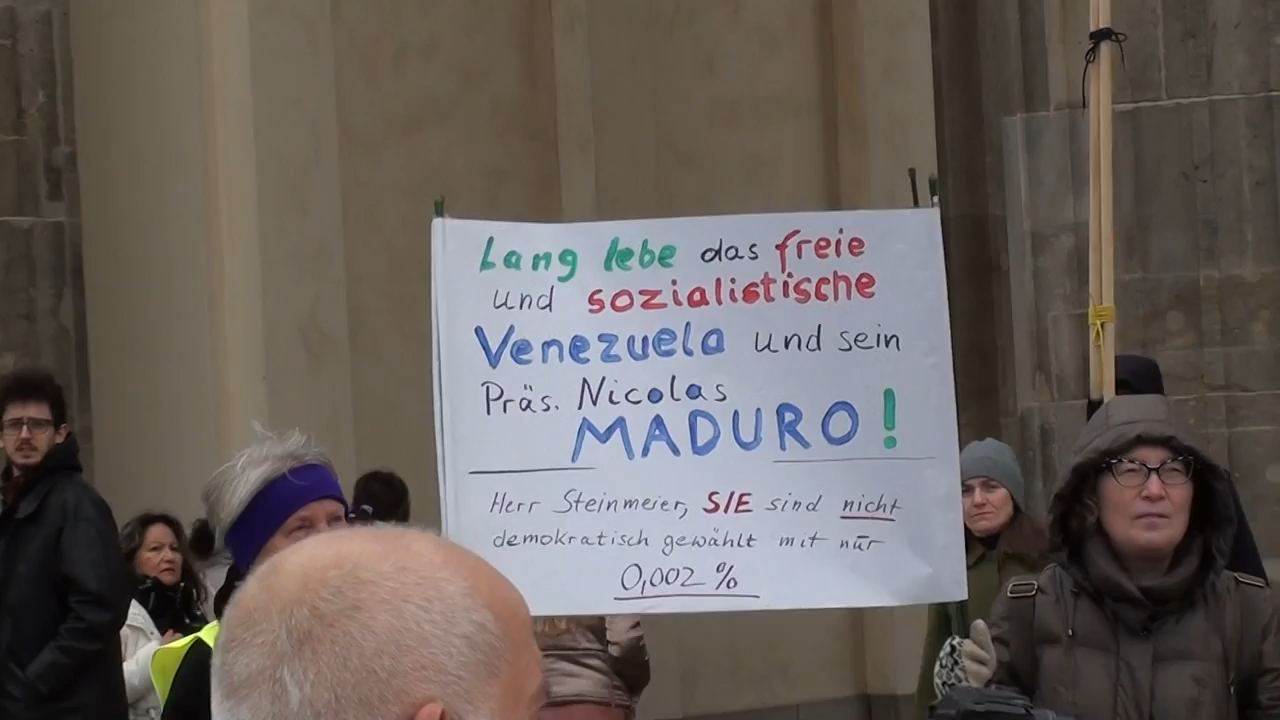 Lang lebe das freie
und sozialistische
Venezuela und sein
Präs. Nicolas
MADURO!
Herr Steinmeier, SIE sind nicht
demokratisch gewählt mit nur
0,002 %